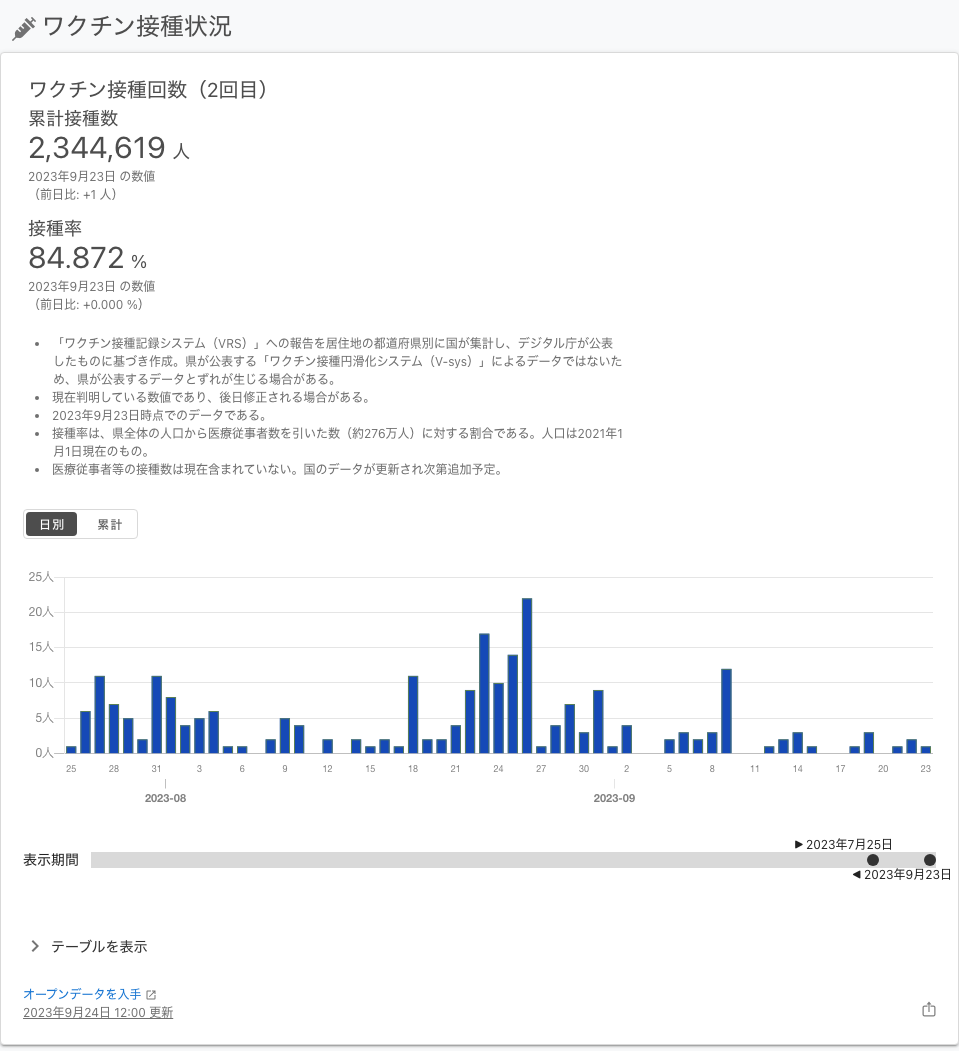 ワクチン接種状況
ワクチン接種回数（2回目）
累計接種数
2,344,619 人
2023年9月23日 の数値
（前日比: +1 人）
接種率
84.872 %
2023年9月23日 の数値
（前日比: +0.000 %）
• 「ワクチン接種記録システム（VRS）」への報告を居住地の都道府県別に国が集計し、デジタル庁が公表
したものに基づき作成。県が公表する「ワクチン接種円滑化システム（V-sys）」によるデータではないた
め、県が公表するデータとずれが生じる場合がある。
• 現在判明している数値であり、後日修正される場合がある。
• 2023年9月23日時点でのデータである。
• 接種率は、県全体の人口から医療従事者数を引いた数（約276万人）に対する割合である。人口は2021年1
月1日現在のもの。
• 医療従事者等の接種数は現在含まれていない。国のデータが更新され次第追加予定。
日別 累計
25人
20人
15人
10人
5人
0人
25 28 31 3 6 9 12 15 18 21 24 27 30 2 5 8 11 14 17 20 23
2023-08 2023-09
▶ 2023年7月25日
表示期間
◀ 2023年9月23日
テーブルを表示
オープンデータを入手
2023年9月24日 12:00 更新